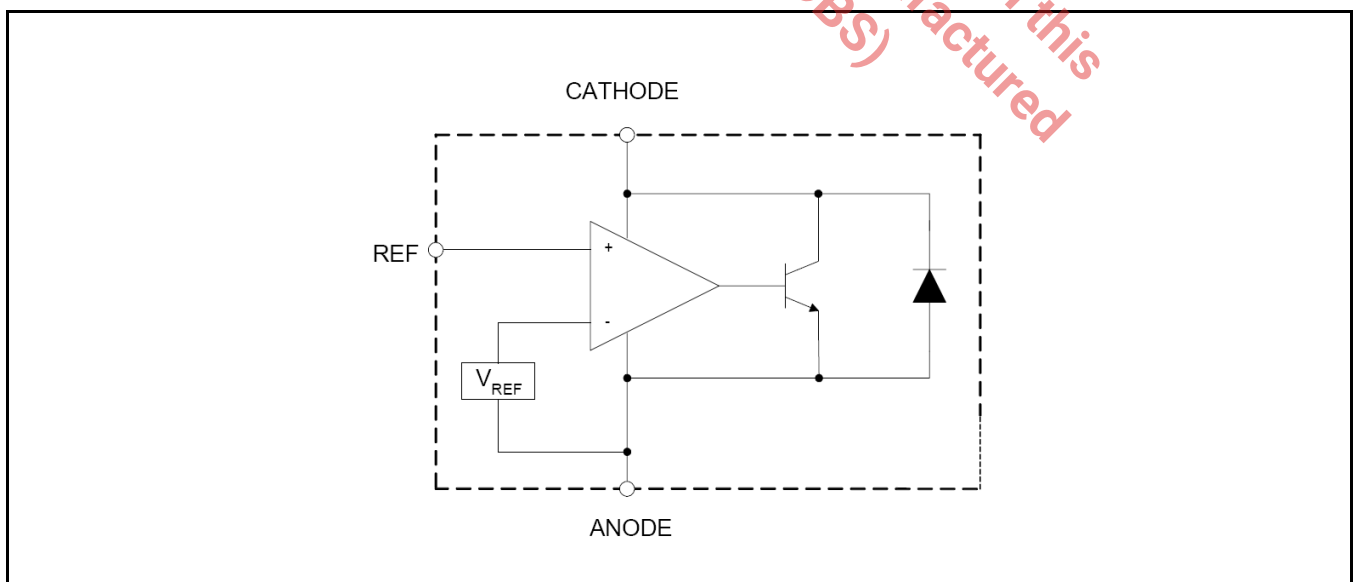 n this
actured
BS)
CATHODE
REF
+
-
VREF
ANODE